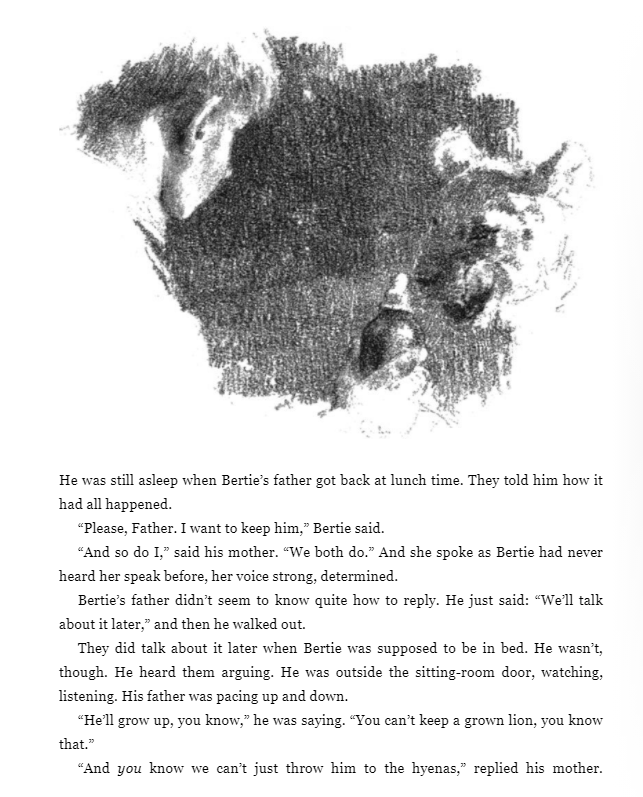 He was still asleep when Bertie’s father got back at lunch time. They told him how it
had all happened.
“Please, Father. I want to keep him,” Bertie said.
“And so do I,” said his mother. “We both do.” And she spoke as Bertie had never
heard her speak before, her voice strong, determined.
Bertie’s father didn’t seem to know quite how to reply. He just said: “We’ll talk
about it later,” and then he walked out.
They did talk about it later when Bertie was supposed to be in bed. He wasn’t,
though. He heard them arguing. He was outside the sitting-room door, watching,
listening. His father was pacing up and down.
“He’ll grow up, you know,” he was saying. “You can’t keep a grown lion, you know
that.”
“And you know we can’t just throw him to the hyenas,” replied his mother.